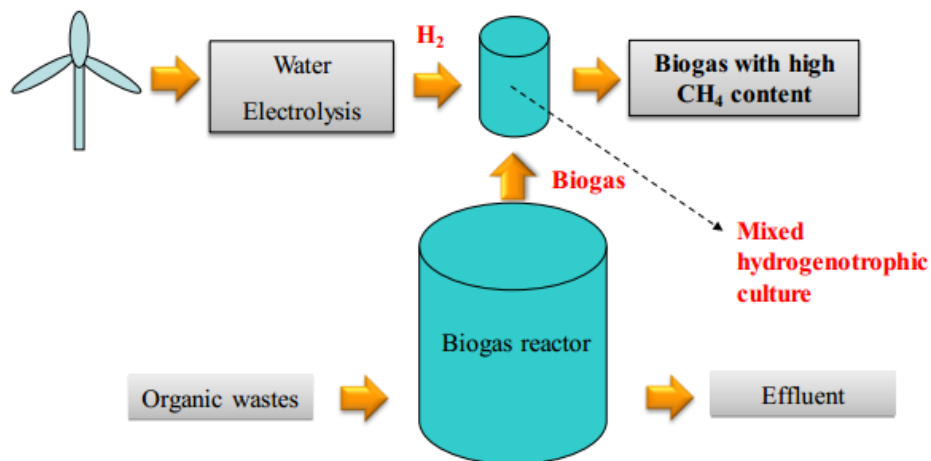 H₂
Water
Electrolysis
Biogas with high
CH₄ content
Biogas
Mixed
hydrogenotrophic
culture
Biogas reactor
Organic wastes
Effluent